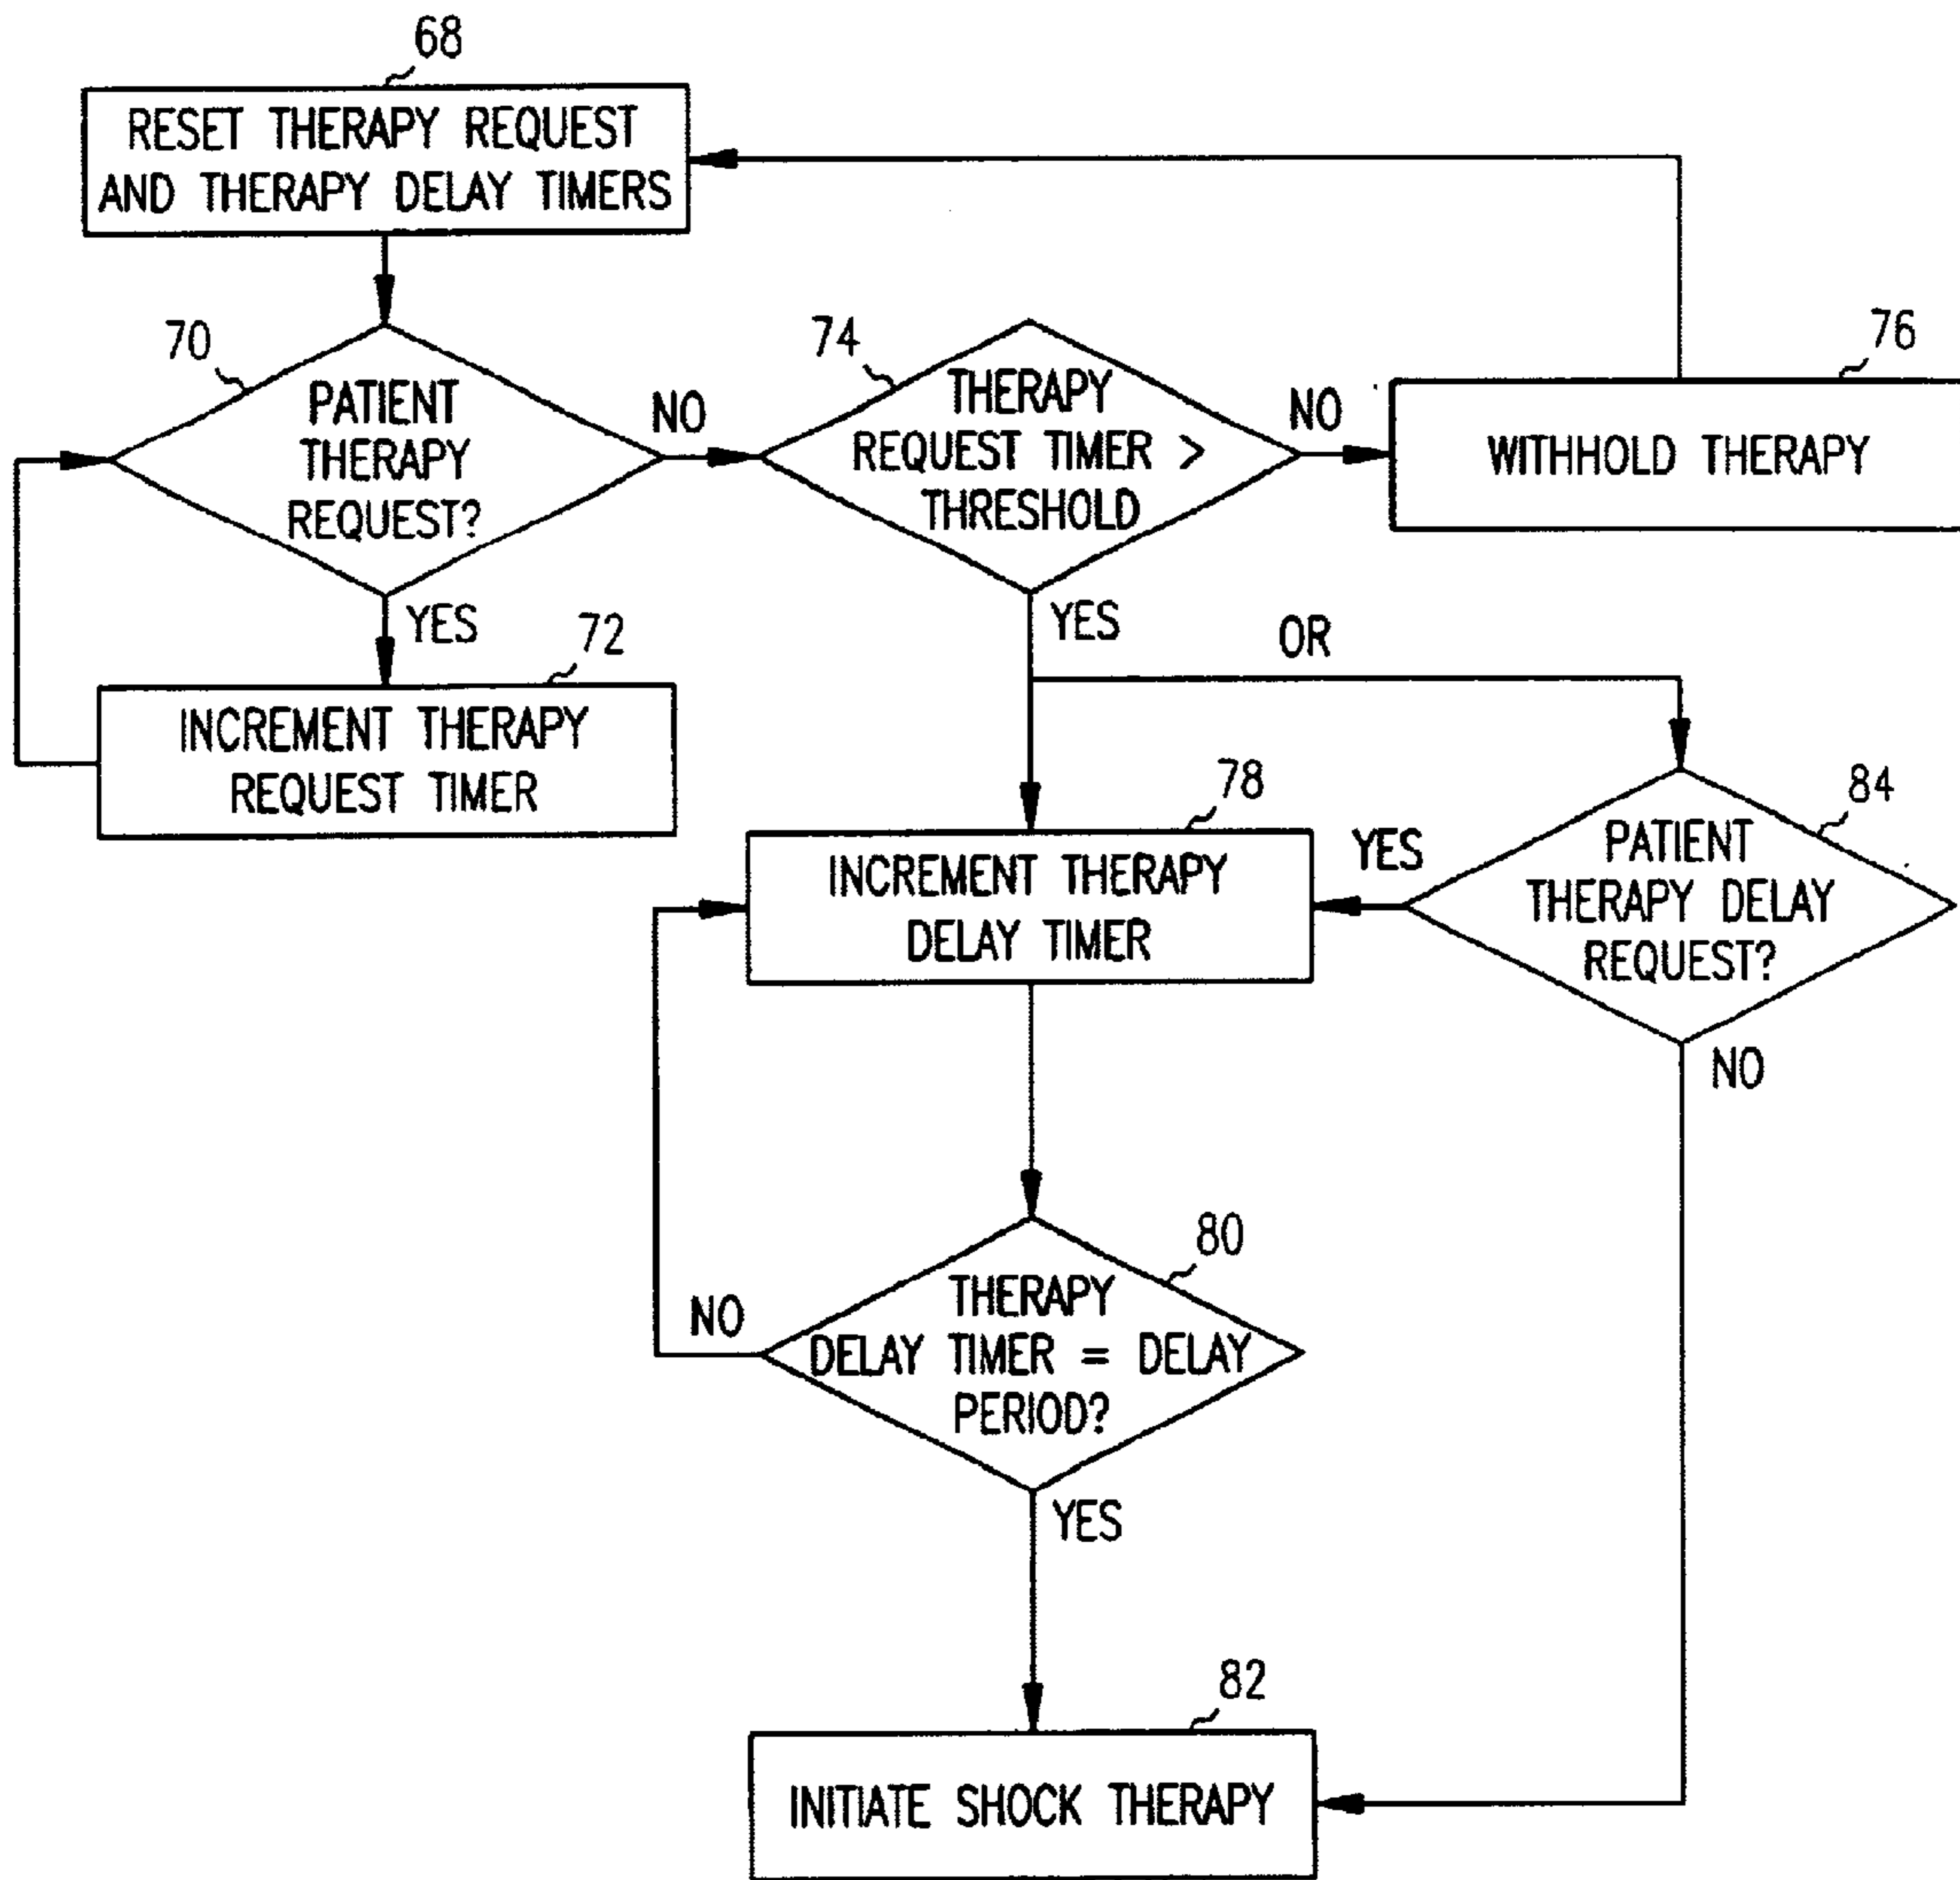 68
RESET THERAPY REQUEST
AND THERAPY DELAY TIMERS
70
PATIENT
THERAPY
REQUEST?
NO
YES
72
INCREMENT THERAPY
REQUEST TIMER
74
THERAPY
REQUEST TIMER >
THRESHOLD
NO
YES
76
WITHHOLD THERAPY
OR
78
INCREMENT THERAPY
DELAY TIMER
YES
84
PATIENT
THERAPY DELAY
REQUEST?
NO
80
THERAPY
DELAY TIMER = DELAY
PERIOD?
NO
YES
82
INITIATE SHOCK THERAPY